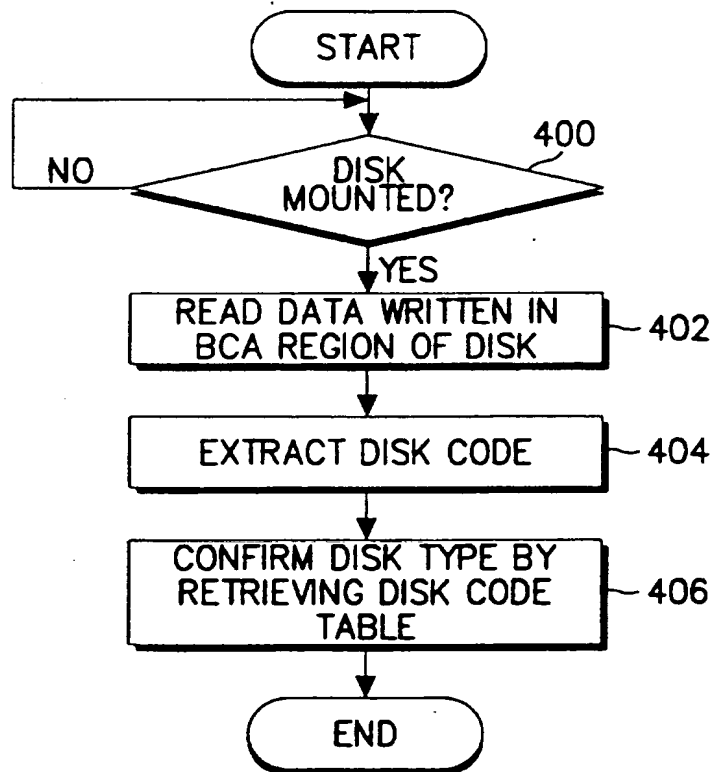 START
400
DISK
MOUNTED?
NO
YES
READ DATA WRITTEN IN
BCA REGION OF DISK
402
EXTRACT DISK CODE
404
CONFIRM DISK TYPE BY
RETRIEVING DISK CODE
TABLE
406
END